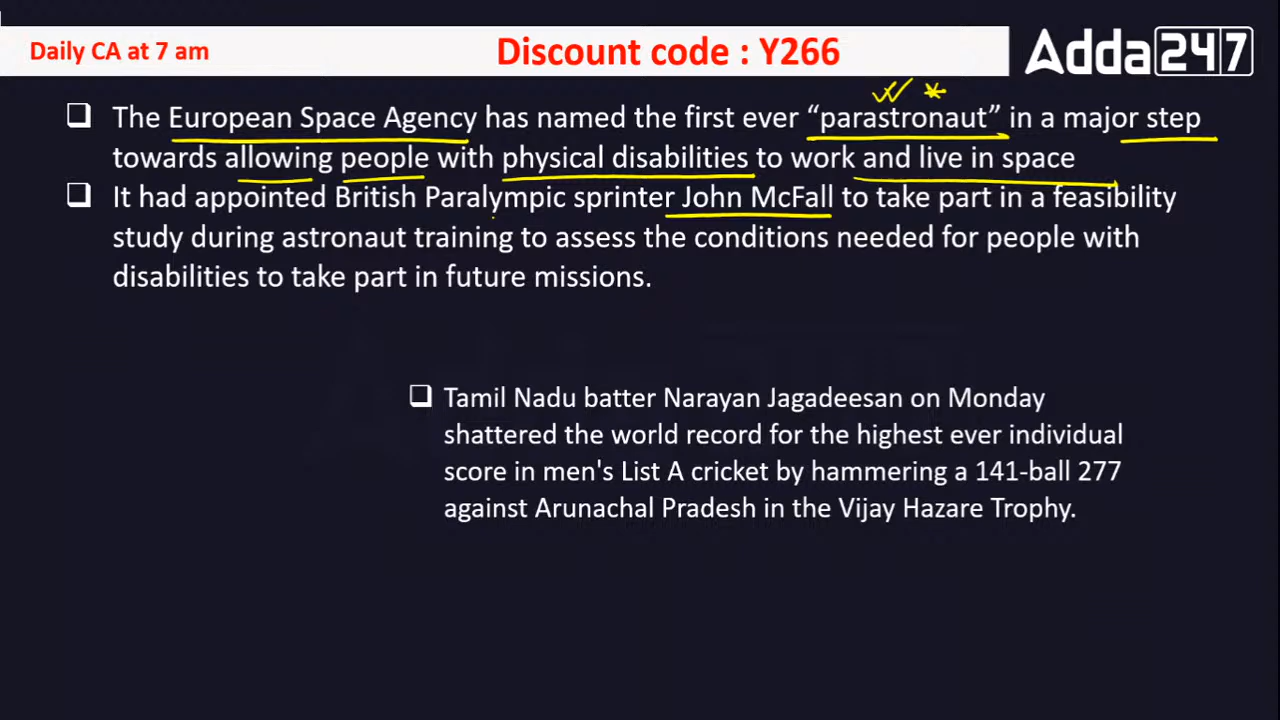 Daily CA at 7 am
Discount code : Y266
Adda247
The European Space Agency has named the first ever “parastronaut” in a major step
towards allowing people with physical disabilities to work and live in space
It had appointed British Paralympic sprinter John McFall to take part in a feasibility
study during astronaut training to assess the conditions needed for people with
disabilities to take part in future missions.
Tamil Nadu batter Narayan Jagadeesan on Monday
shattered the world record for the highest ever individual
score in men's List A cricket by hammering a 141-ball 277
against Arunachal Pradesh in the Vijay Hazare Trophy.